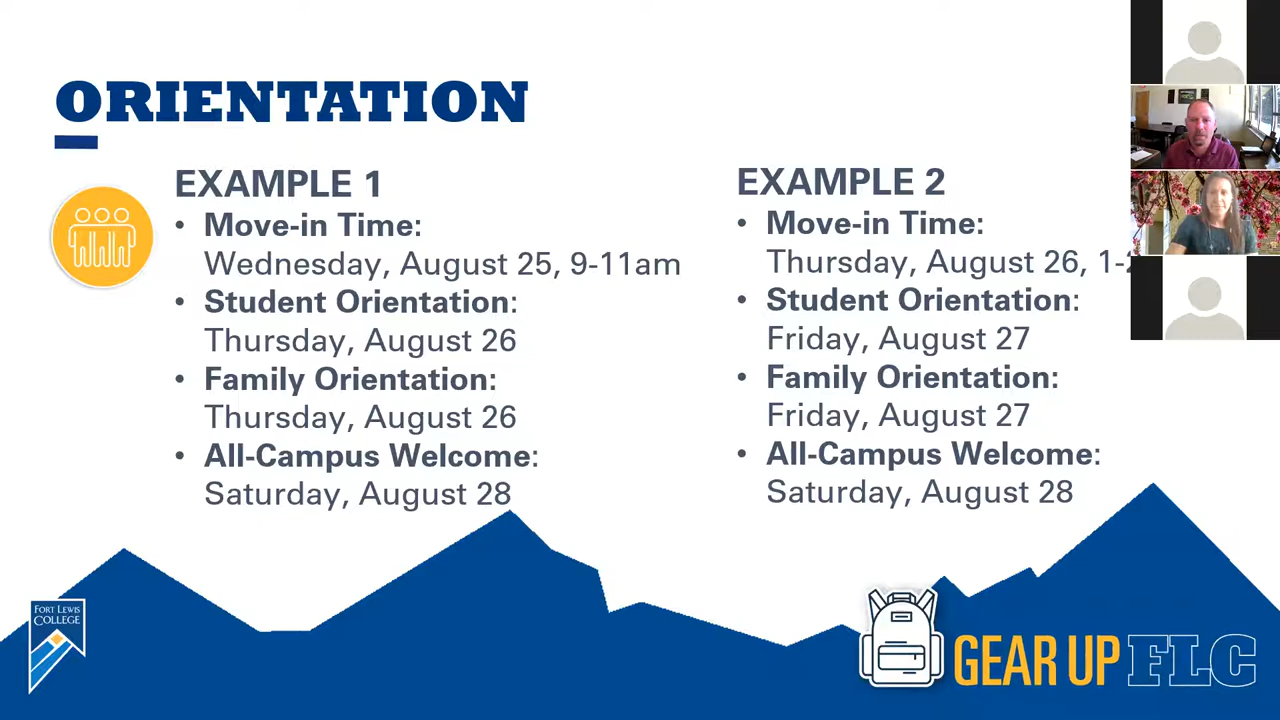 ORIENTATION
EXAMPLE 1
• Move-in Time:
Wednesday, August 25, 9-11am
• Student Orientation:
Thursday, August 26
• Family Orientation:
Thursday, August 26
• All-Campus Welcome:
Saturday, August 28
EXAMPLE 2
• Move-in Time:
Thursday, August 26, 1-
• Student Orientation:
Friday, August 27
• Family Orientation:
Friday, August 27
• All-Campus Welcome:
Saturday, August 28
FORT LEWIS
COLLEGE
GEAR UP FLC